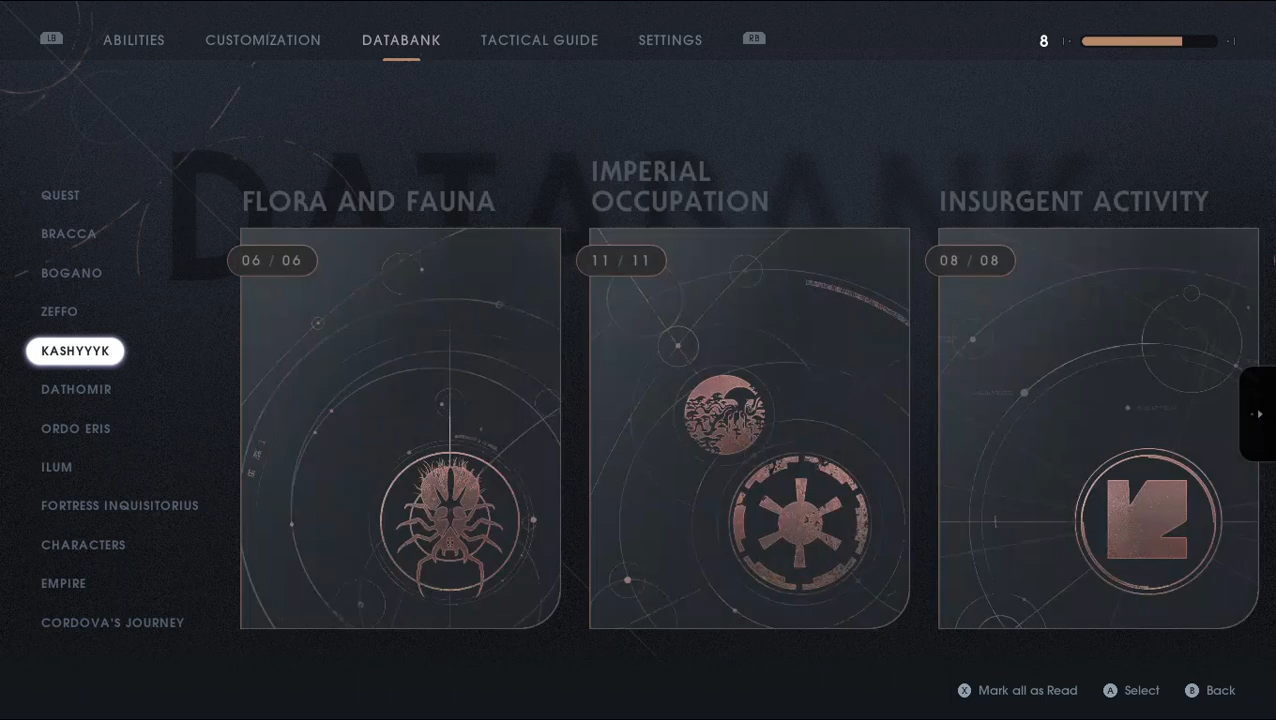 LB ABILITIES CUSTOMIZATION DATABANK TACTICAL GUIDE SETTINGS RB 8
DATABANK
QUEST
BRACCA
BOGANO
ZEFFO
KASHYYYK
DATHOMIR
ORDO ERIS
ILUM
FORTRESS INQUISITORIUS
CHARACTERS
EMPIRE
CORDOVA'S JOURNEY
FLORA AND FAUNA
06 / 06
IMPERIAL
OCCUPATION
11 / 11
INSURGENT ACTIVITY
08 / 08
X Mark all as Read A Select B Back